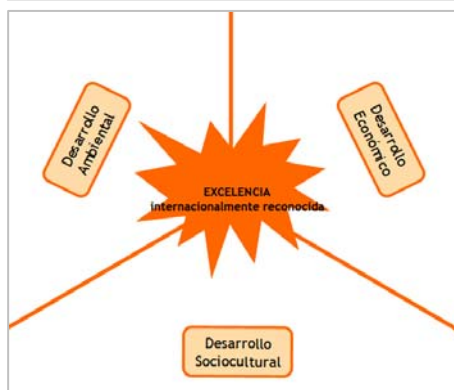 Desarrollo
Ambiental
Desarrollo
Económico
EXCELENCIA
internacionalmente reconocida
Desarrollo
Sociocultural